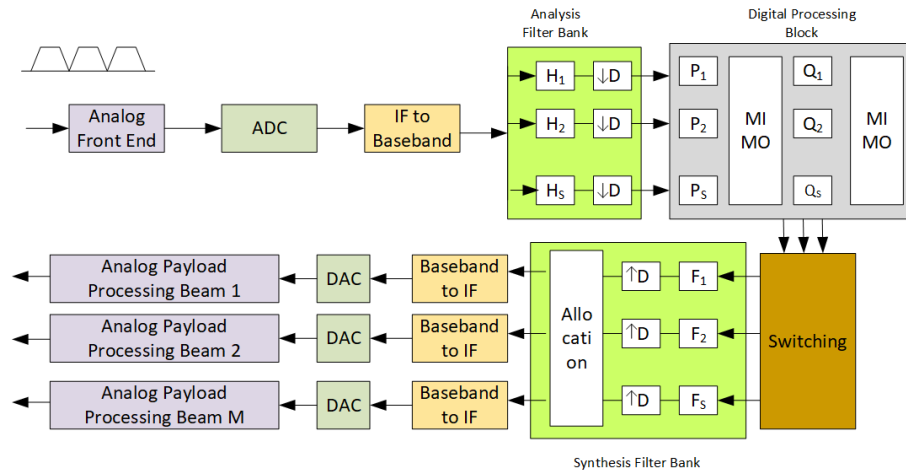 Analysis
Filter Bank
Digital Processing
Block
H₁
↓D
P₁
Q₁
Analog
Front End
ADC
IF to
Baseband
H₂
↓D
P₂
MI
MO
Q₂
MI
MO
Hₛ
↓D
Pₛ
Qₛ
Analog Payload
Processing Beam 1
DAC
Baseband
to IF
↑D
F₁
Analog Payload
Processing Beam 2
DAC
Baseband
to IF
Allo
cati
on
↑D
F₂
Switching
Analog Payload
Processing Beam M
DAC
Baseband
to IF
↑D
Fₛ
Synthesis Filter Bank